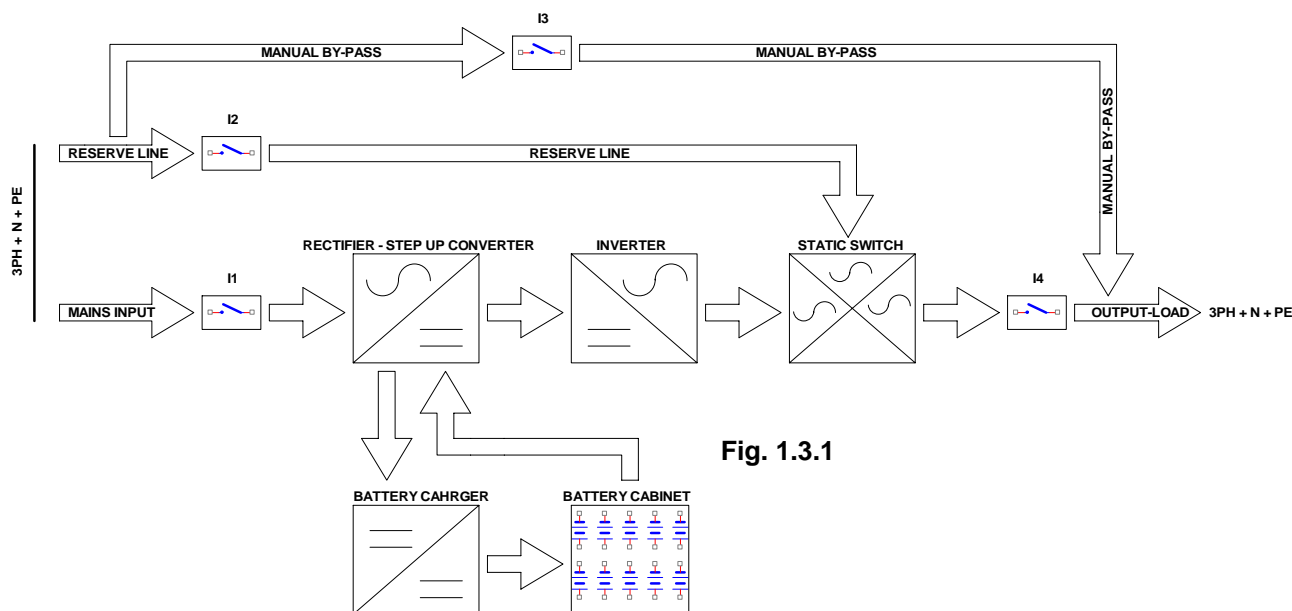 I3
MANUAL BY-PASS
MANUAL BY-PASS
I2
RESERVE LINE
RESERVE LINE
MANUAL BY-PASS
3PH + N + PE
RECTIFIER - STEP UP CONVERTER
INVERTER
STATIC SWITCH
I1
I4
MAINS INPUT
OUTPUT-LOAD
3PH + N + PE
Fig. 1.3.1
BATTERY CAHRGER
BATTERY CABINET